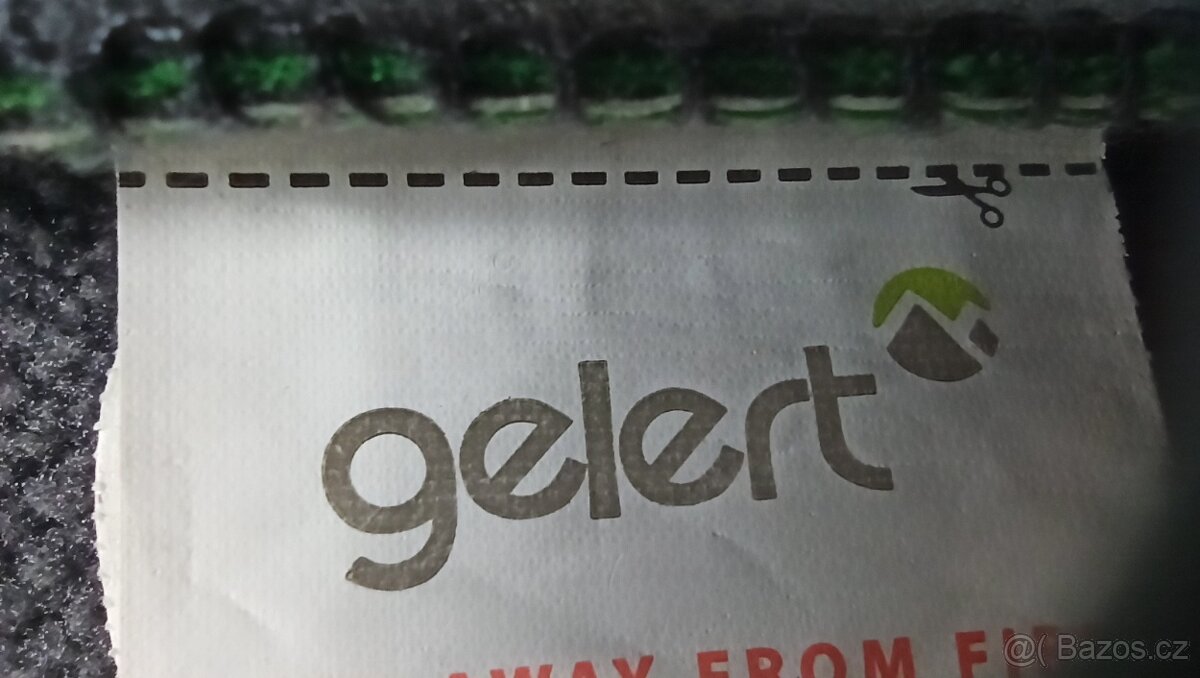 gelert
AWAY FROM
@( Bazos.cz